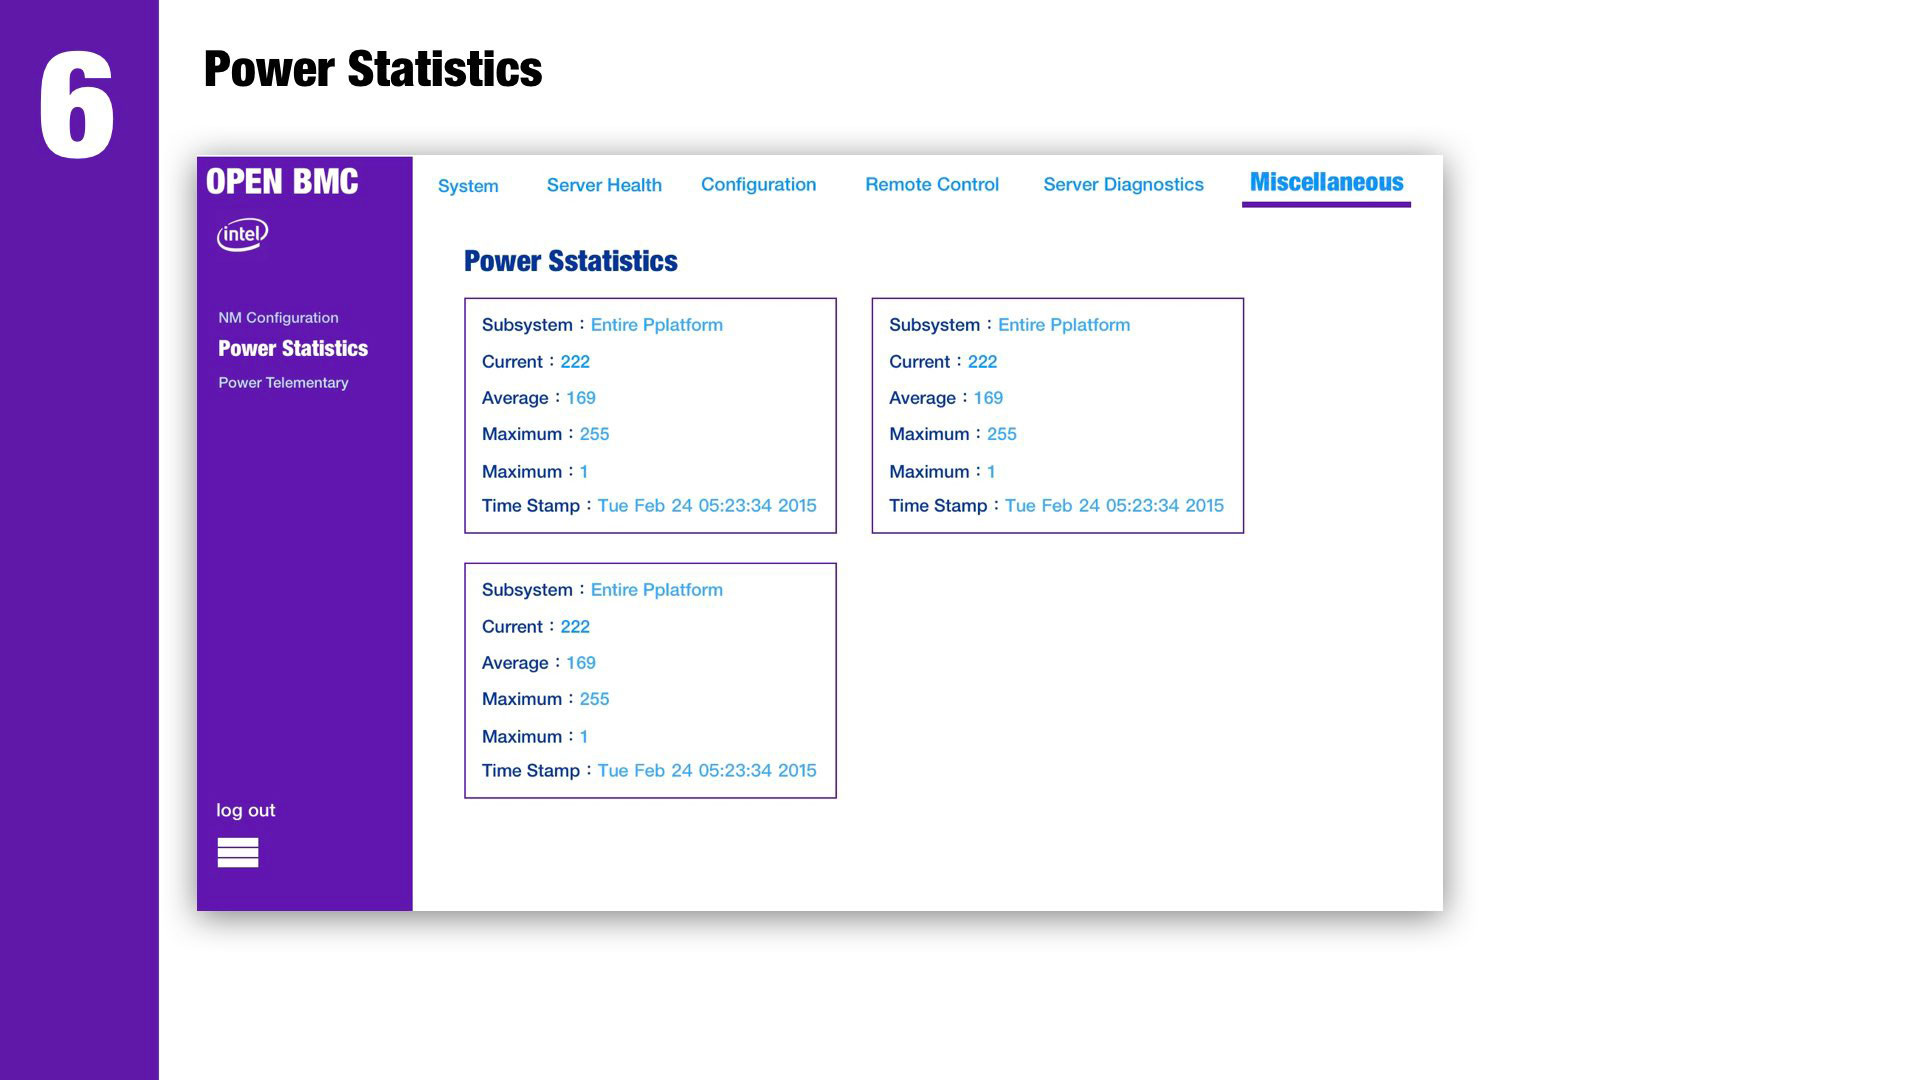 6
Power Statistics
OPEN BMC
intel
System
Server Health
Configuration
Remote Control
Server Diagnostics
Miscellaneous
NM Configuration
Power Statistics
Power Telementary
log out
Power Sstatistics
Subsystem : Entire Pplatform
Current : 222
Average : 169
Maximum : 255
Maximum : 1
Time Stamp : Tue Feb 24 05:23:34 2015
Subsystem : Entire Pplatform
Current : 222
Average : 169
Maximum : 255
Maximum : 1
Time Stamp : Tue Feb 24 05:23:34 2015
Subsystem : Entire Pplatform
Current : 222
Average : 169
Maximum : 255
Maximum : 1
Time Stamp : Tue Feb 24 05:23:34 2015